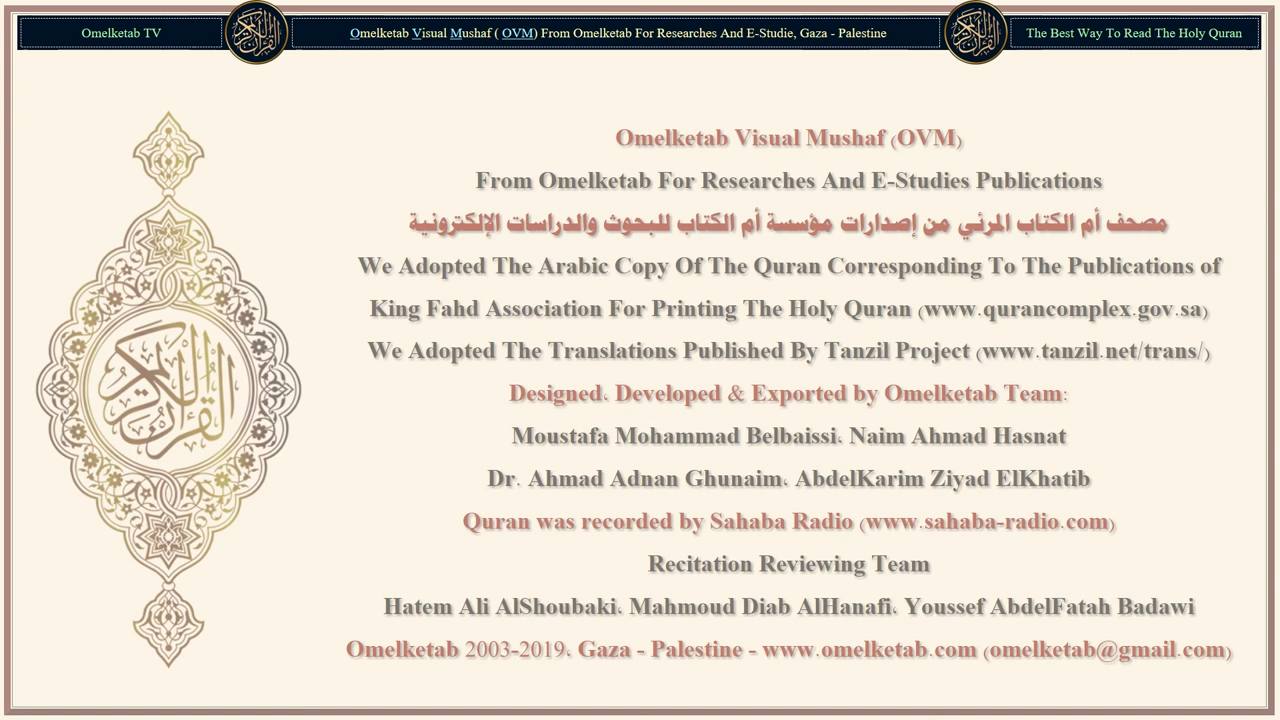 Omelketab TV
Omelketab Visual Mushaf ( OVM) From Omelketab For Researches And E-Studie, Gaza - Palestine
The Best Way To Read The Holy Quran
Omelketab Visual Mushaf (OVM)
From Omelketab For Researches And E-Studies Publications
مصحف أم الكتاب المرئي من إصدارات مؤسسة أم الكتاب للبحوث والدراسات الإلكترونية
We Adopted The Arabic Copy Of The Quran Corresponding To The Publications of
King Fahd Association For Printing The Holy Quran (www.qurancomplex.gov.sa)
We Adopted The Translations Published By Tanzil Project (www.tanzil.net/trans/)
Designed، Developed & Exported by Omelketab Team:
Moustafa Mohammad Belbaissi، Naim Ahmad Hasnat
Dr. Ahmad Adnan Ghunaim، AbdelKarim Ziyad ElKhatib
Quran was recorded by Sahaba Radio (www.sahaba-radio.com)
Recitation Reviewing Team
Hatem Ali AlShoubaki، Mahmoud Diab AlHanafi، Youssef AbdelFatah Badawi
Omelketab 2003-2019، Gaza - Palestine - www.omelketab.com (omelketab@gmail.com)
القرآن الكريم